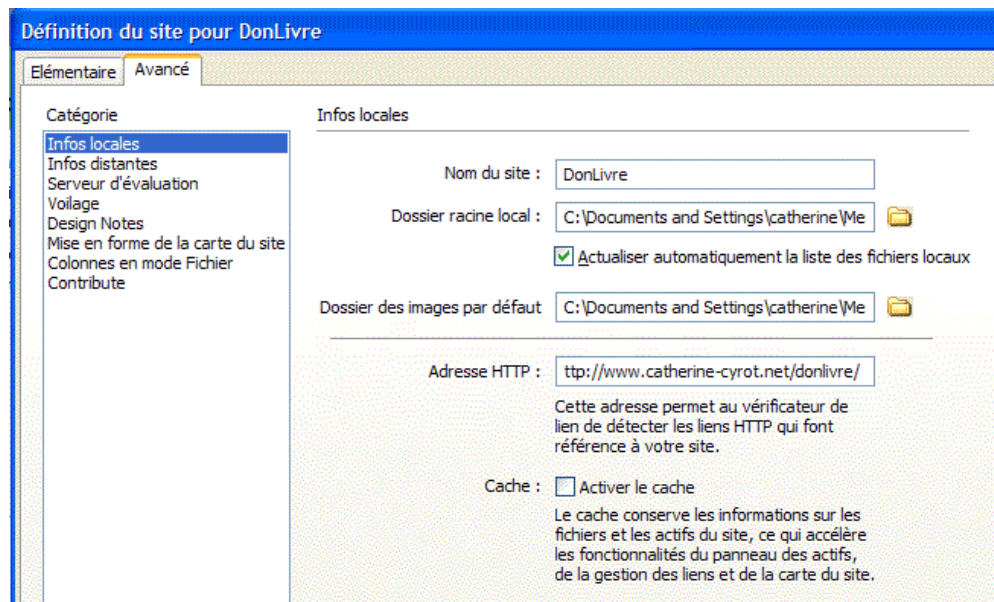 Définition du site pour DonLivre
Elémentaire Avancé
Catégorie
Infos locales
Infos distantes
Serveur d'évaluation
Voilage
Design Notes
Mise en forme de la carte du site
Colonnes en mode Fichier
Contribute
Infos locales
Nom du site : DonLivre
Dossier racine local : C:\Documents and Settings\catherine\Me
Actualiser automatiquement la liste des fichiers locaux
Dossier des images par défaut C:\Documents and Settings\catherine\Me
Adresse HTTP : ttp://www.catherine-cyrot.net/donlivre/
Cette adresse permet au vérificateur de
lien de détecter les liens HTTP qui font
référence à votre site.
Cache : Activer le cache
Le cache conserve les informations sur les
fichiers et les actifs du site, ce qui accélère
les fonctionnalités du panneau des actifs,
de la gestion des liens et de la carte du site.